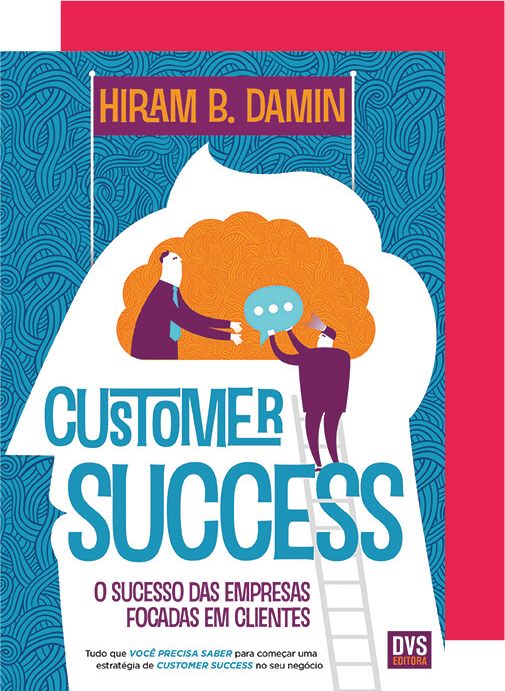 HIRAM B. DAMIN
CUSTOMER
SUCCESS
O SUCESSO DAS EMPRESAS
FOCADAS EM CLIENTES
Tudo que VOCÊ PRECISA SABER para começar uma
estratégia de CUSTOMER SUCCESS no seu negócio
DVS
EDITORA